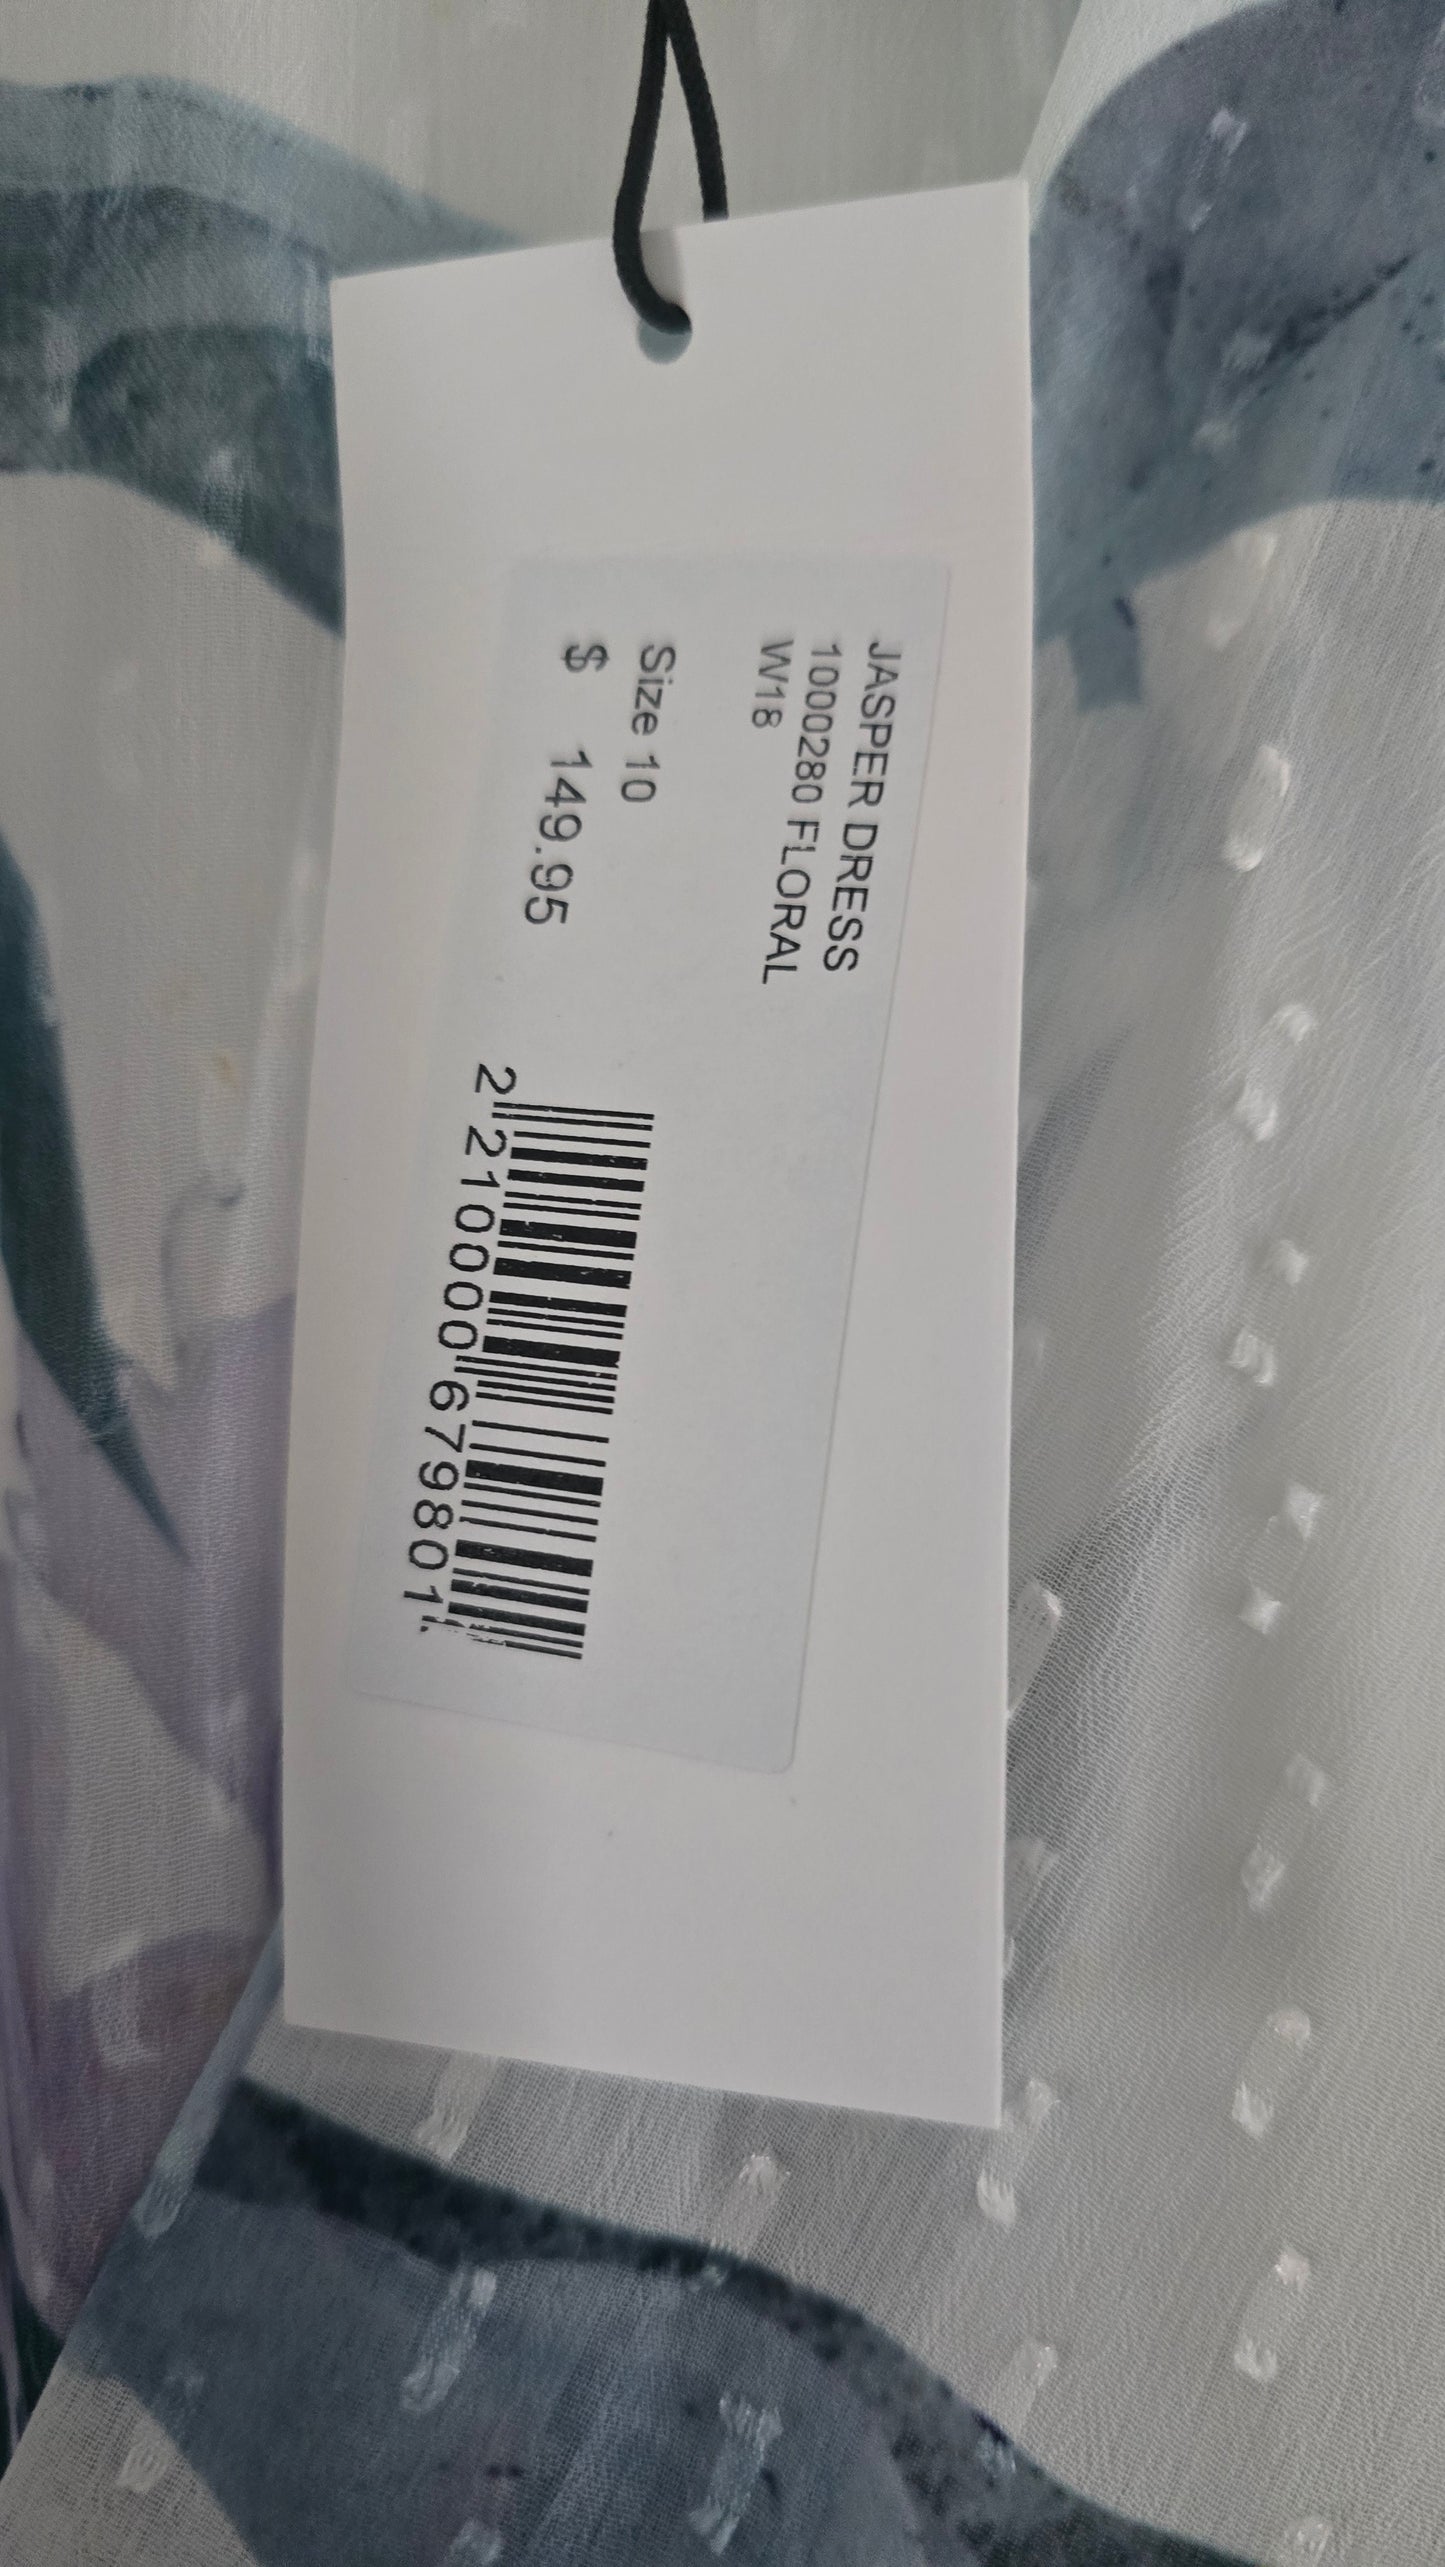 JASPER DRESS
1000280 FLORAL
W18
Size 10
$ 149.95
2 210000 679801